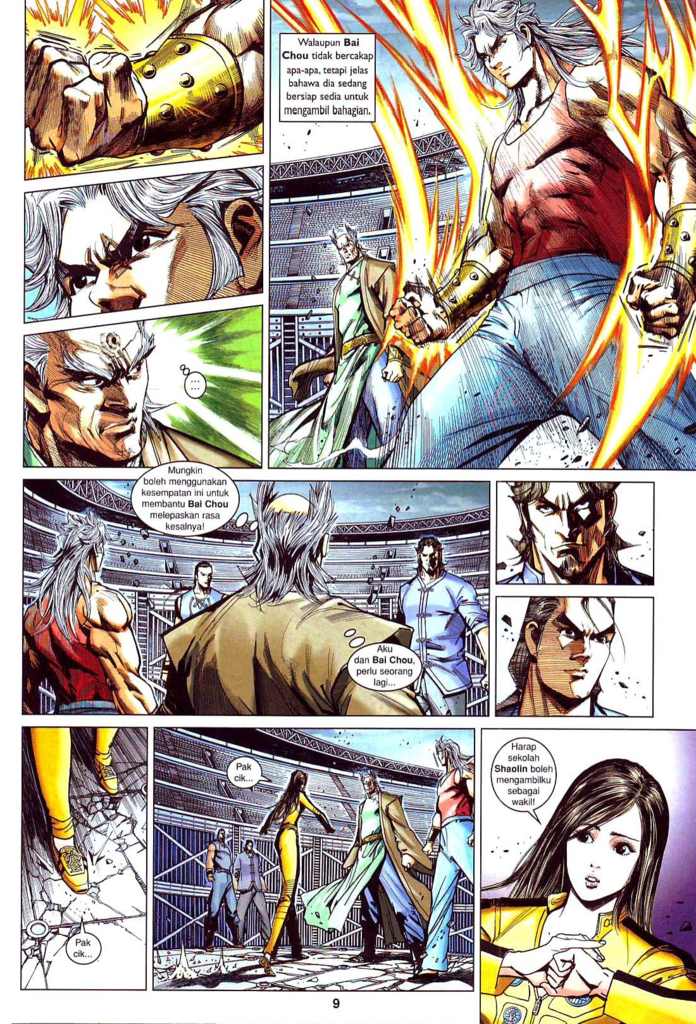 Walaupun Bai
Chou tidak bercakap
apa-apa, tetapi jelas
bahawa dia sedang
bersiap sedia untuk
mengambil bahagian.
...
Mungkin
boleh menggunakan
kesempatan ini untuk
membantu Bai Chou
melepaskan rasa
kesalnya!
Aku
dan Bai Chou,
perlu seorang
lagi...
Pak
cik...
Pak
cik...
Harap
sekolah
Shaolin boleh
mengambilku
sebagai
wakil!
9